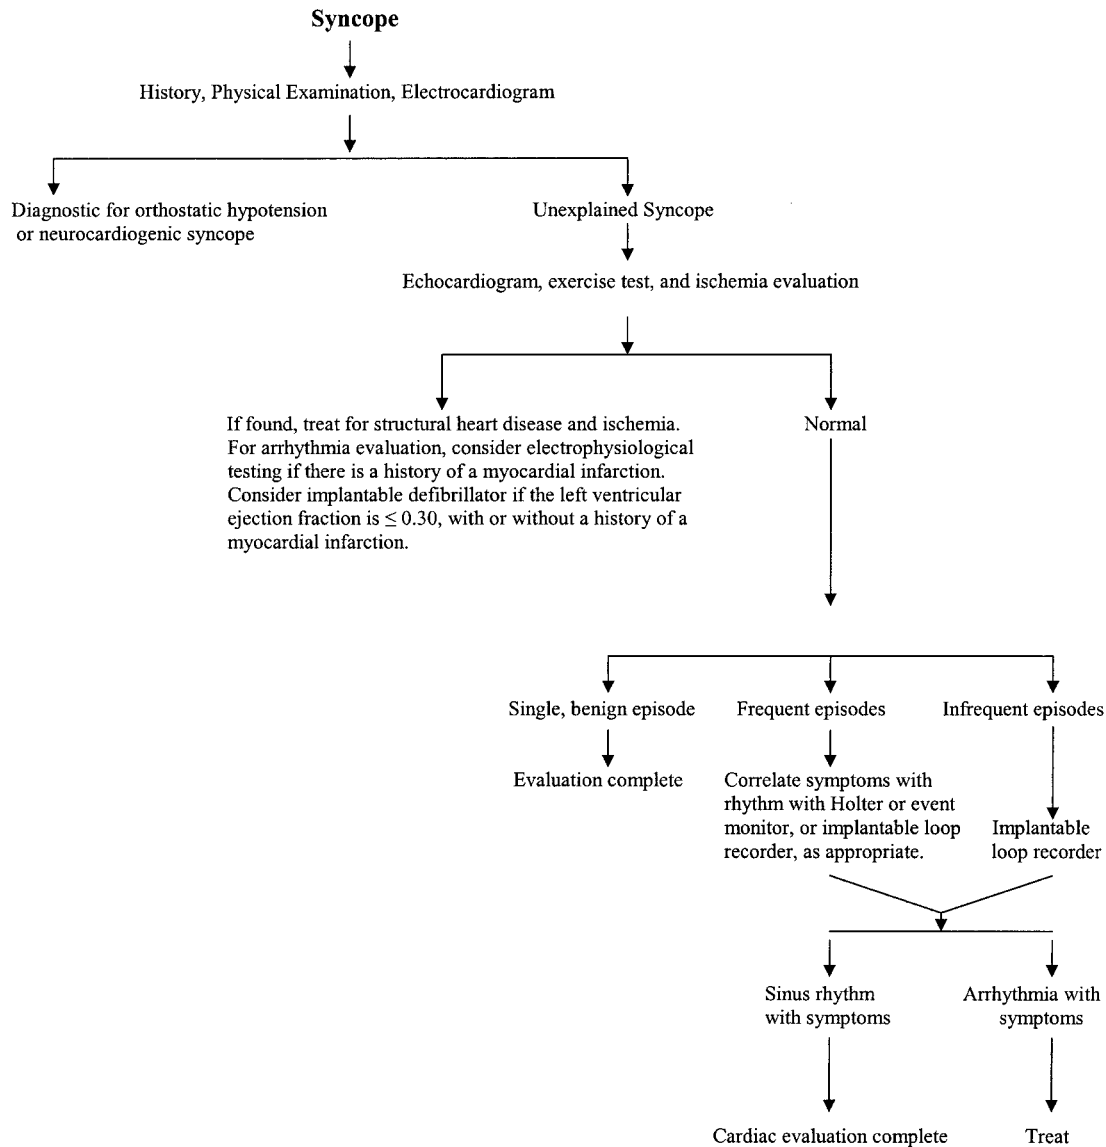 Syncope
History, Physical Examination, Electrocardiogram
Diagnostic for orthostatic hypotension
or neurocardiogenic syncope
Unexplained Syncope
Echocardiogram, exercise test, and ischemia evaluation
If found, treat for structural heart disease and ischemia.
For arrhythmia evaluation, consider electrophysiological
testing if there is a history of a myocardial infarction.
Consider implantable defibrillator if the left ventricular
ejection fraction is ≤ 0.30, with or without a history of a
myocardial infarction.
Normal
Single, benign episode
Frequent episodes
Infrequent episodes
Evaluation complete
Correlate symptoms with
rhythm with Holter or event
monitor, or implantable loop
recorder, as appropriate.
Implantable
loop recorder
Sinus rhythm
with symptoms
Arrhythmia with
symptoms
Cardiac evaluation complete
Treat